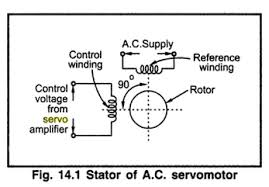 A.C.Supply
Control
winding
Reference
winding
90°
Control
voltage
from
servo
amplifier
Rotor
Fig. 14.1 Stator of A.C. servomotor